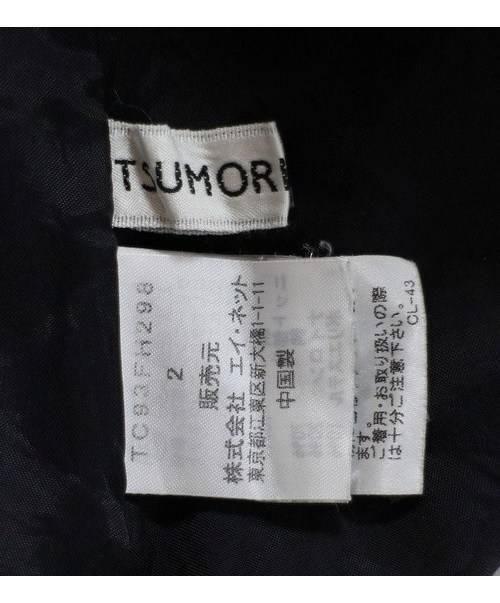 TSUMORI
TC93FH298
2
販売元
株式会社 エイ・ネット
東京都江東区新大橋1-1-11
中国製
ご着用・お取り扱いの際
は十分ご注意下さい。
ます。
CL-43